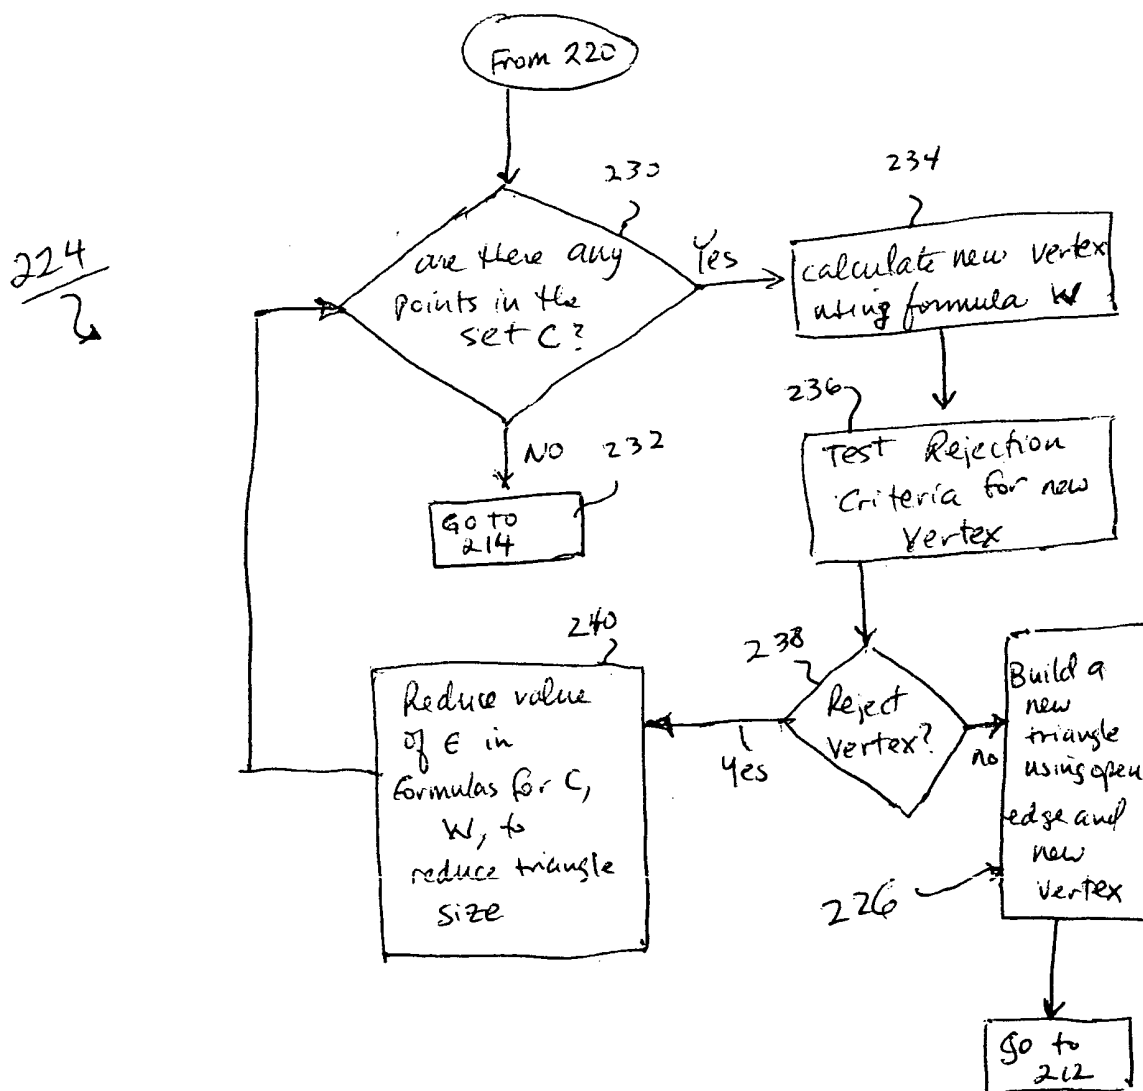 From 220
230
234
224
are there any
points in the
set C?
Yes
calculate new vertex
using formula W
236
NO
232
Go to
214
Test Rejection
Criteria for new
Vertex
240
238
Reduce value
of ϵ in
formulas for C,
W, to
reduce triangle
size
Yes
Reject
vertex?
no
Build a
new
triangle
using open
edge and
new
vertex
226
Go to
212